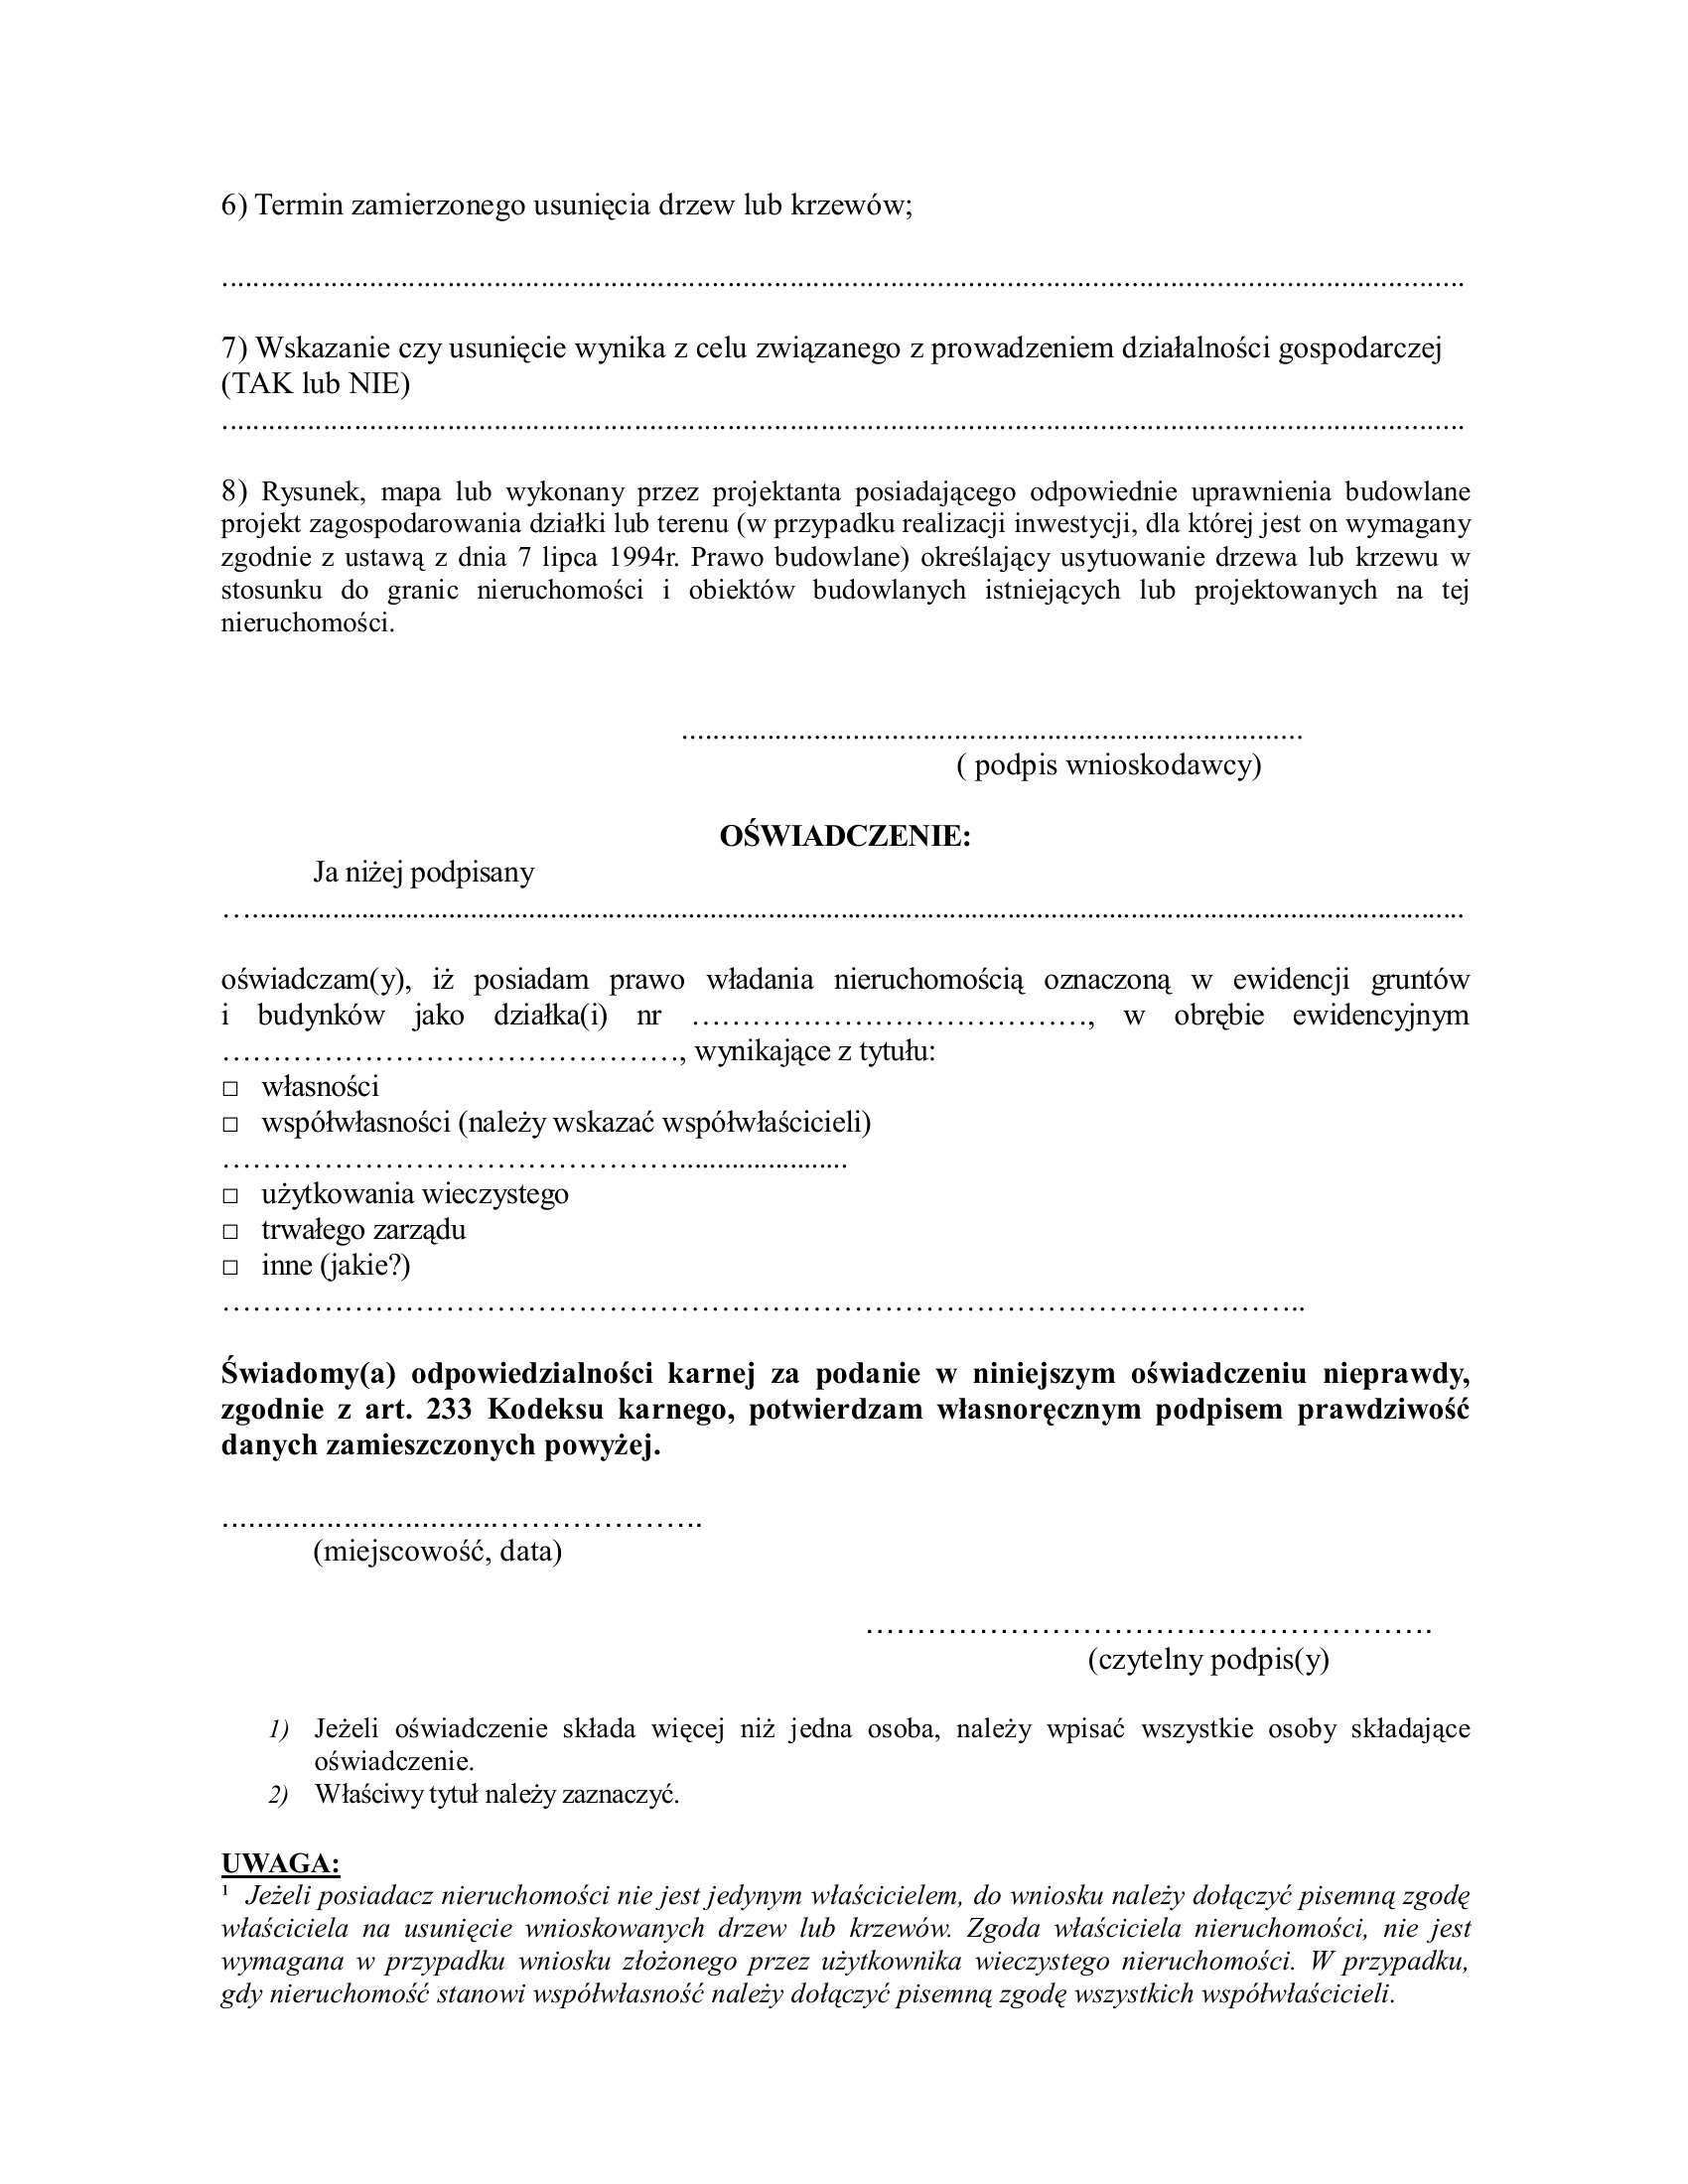 6) Termin zamierzonego usunięcia drzew lub krzewów;
................................................................................................................................................................
7) Wskazanie czy usunięcie wynika z celu związanego z prowadzeniem działalności gospodarczej
(TAK lub NIE)
................................................................................................................................................................
8) Rysunek, mapa lub wykonany przez projektanta posiadającego odpowiednie uprawnienia budowlane
projekt zagospodarowania działki lub terenu (w przypadku realizacji inwestycji, dla której jest on wymagany
zgodnie z ustawą z dnia 7 lipca 1994r. Prawo budowlane) określający usytuowanie drzewa lub krzewu w
stosunku do granic nieruchomości i obiektów budowlanych istniejących lub projektowanych na tej
nieruchomości.
................................................................................
( podpis wnioskodawcy)
OŚWIADCZENIE:
Ja niżej podpisany
…..............................................................................................................................................................
oświadczam(y), iż posiadam prawo władania nieruchomością oznaczoną w ewidencji gruntów
i budynków jako działka(i) nr …………………………………, w obrębie ewidencyjnym
………………………………………, wynikające z tytułu:
□ własności
□ współwłasności (należy wskazać współwłaścicieli)
……………………………………….......................
□ użytkowania wieczystego
□ trwałego zarządu
□ inne (jakie?)
……………………………………………………………………………………………..
Świadomy(a) odpowiedzialności karnej za podanie w niniejszym oświadczeniu nieprawdy,
zgodnie z art. 233 Kodeksu karnego, potwierdzam własnoręcznym podpisem prawdziwość
danych zamieszczonych powyżej.
................................………………….
(miejscowość, data)
……………………………………………….
(czytelny podpis(y)
1) Jeżeli oświadczenie składa więcej niż jedna osoba, należy wpisać wszystkie osoby składające
oświadczenie.
2) Właściwy tytuł należy zaznaczyć.
UWAGA:
¹ Jeżeli posiadacz nieruchomości nie jest jedynym właścicielem, do wniosku należy dołączyć pisemną zgodę
właściciela na usunięcie wnioskowanych drzew lub krzewów. Zgoda właściciela nieruchomości, nie jest
wymagana w przypadku wniosku złożonego przez użytkownika wieczystego nieruchomości. W przypadku,
gdy nieruchomość stanowi współwłasność należy dołączyć pisemną zgodę wszystkich współwłaścicieli.